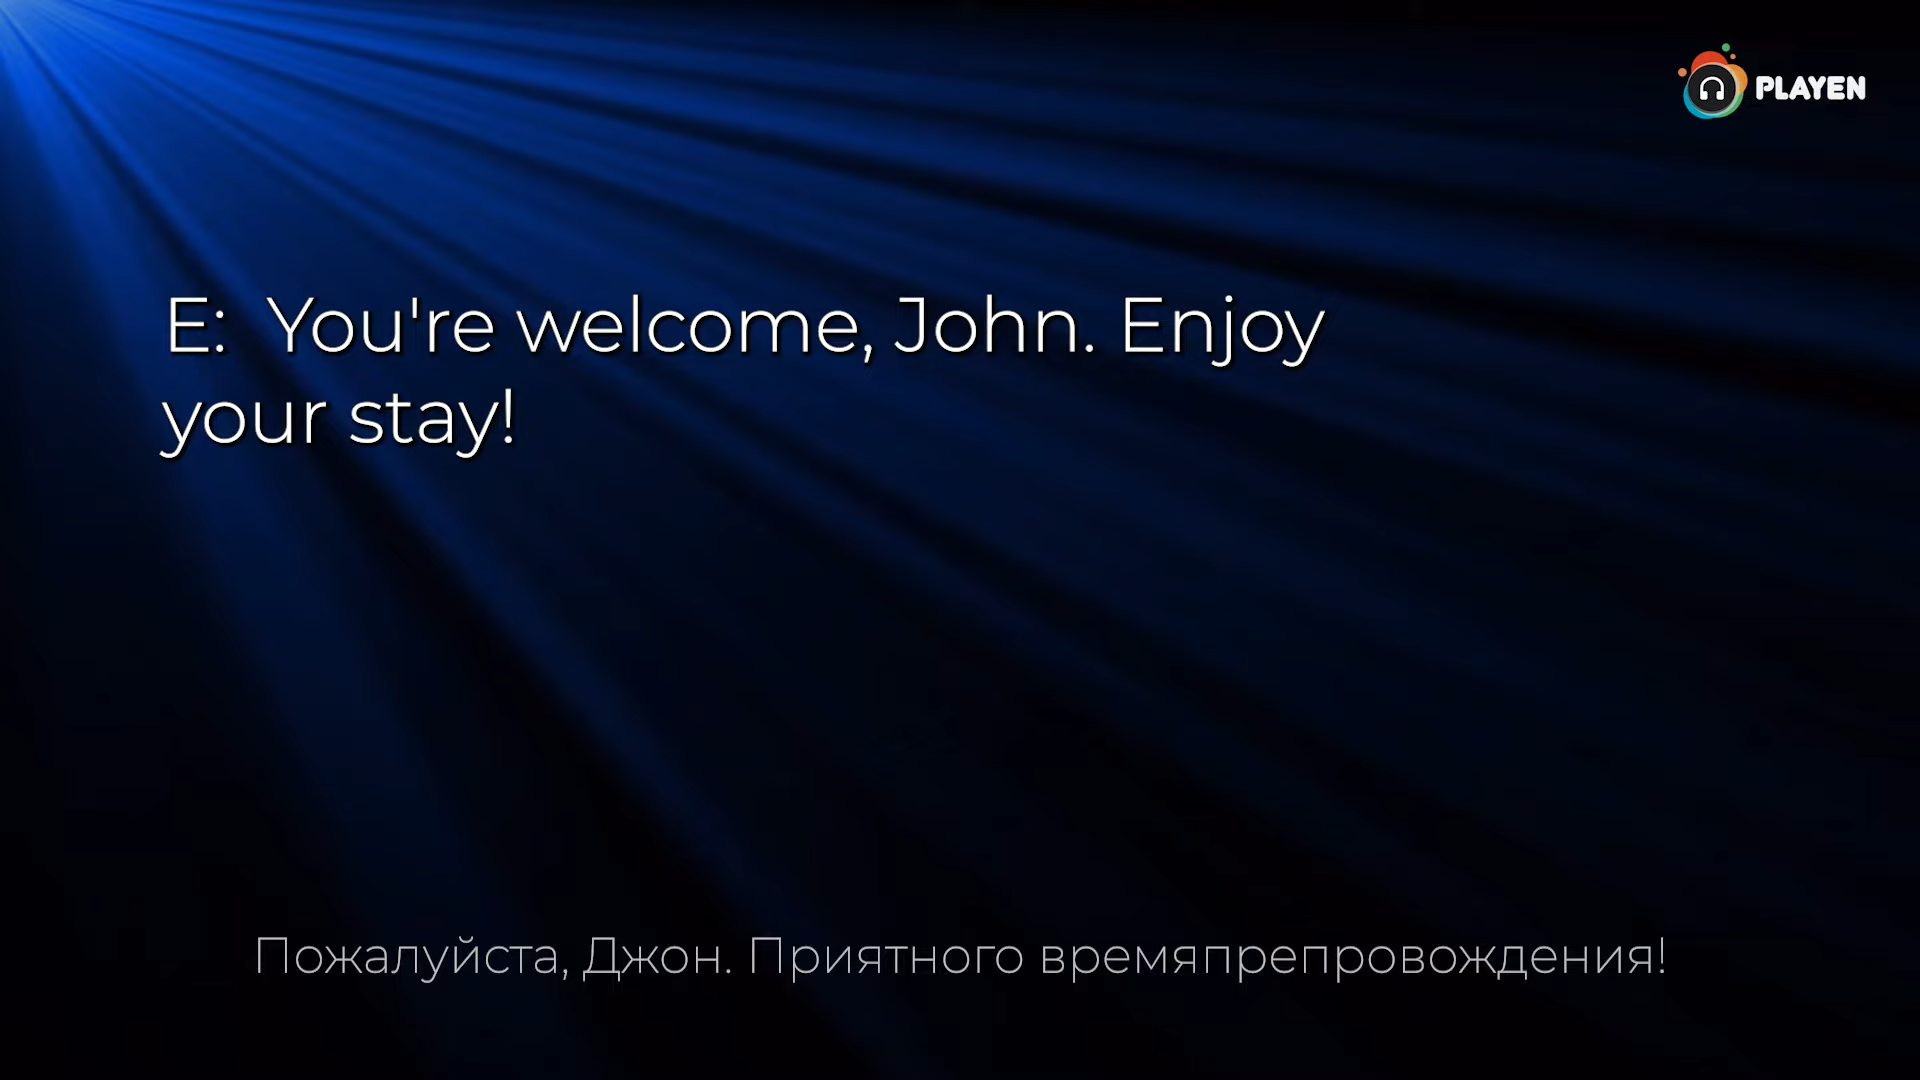 PLAYEN
E: You're welcome, John. Enjoy
your stay!
Пожалуйста, Джон. Приятного времяпрепровождения!